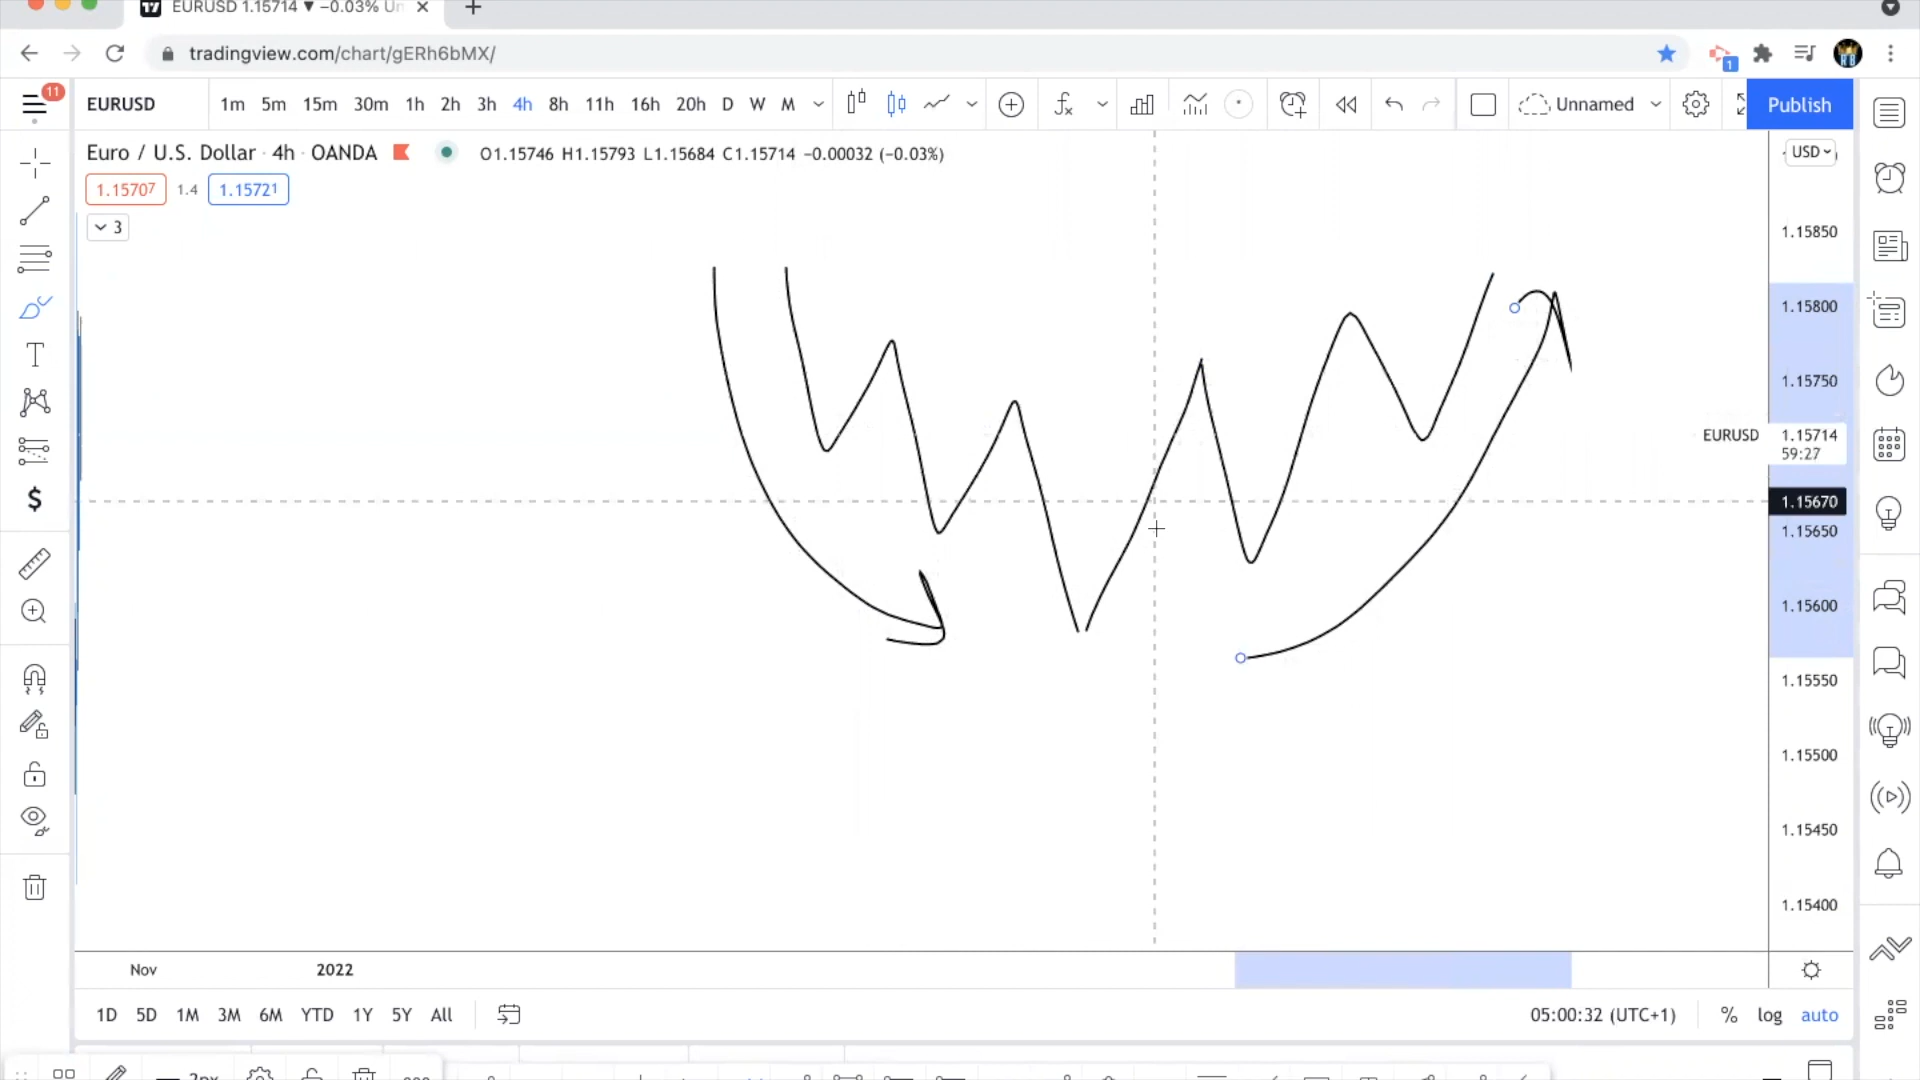 EURUSD 1.15714 ▼ −0.03% Un
tradingview.com/chart/gERh6bMX/
1
11
EURUSD 1m 5m 15m 30m 1h 2h 3h 4h 8h 11h 16h 20h D W M Unnamed Publish
Euro / U.S. Dollar · 4h · OANDA O1.15746 H1.15793 L1.15684 C1.15714 −0.00032 (−0.03%)
USD
1.15707 1.4 1.15721
3
1.15850
1.15800
1.15750
EURUSD 1.15714
59:27
1.15670
1.15650
1.15600
1.15550
1.15500
1.15450
1.15400
Nov 2022
1D 5D 1M 3M 6M YTD 1Y 5Y All 05:00:32 (UTC+1) % log auto
2px